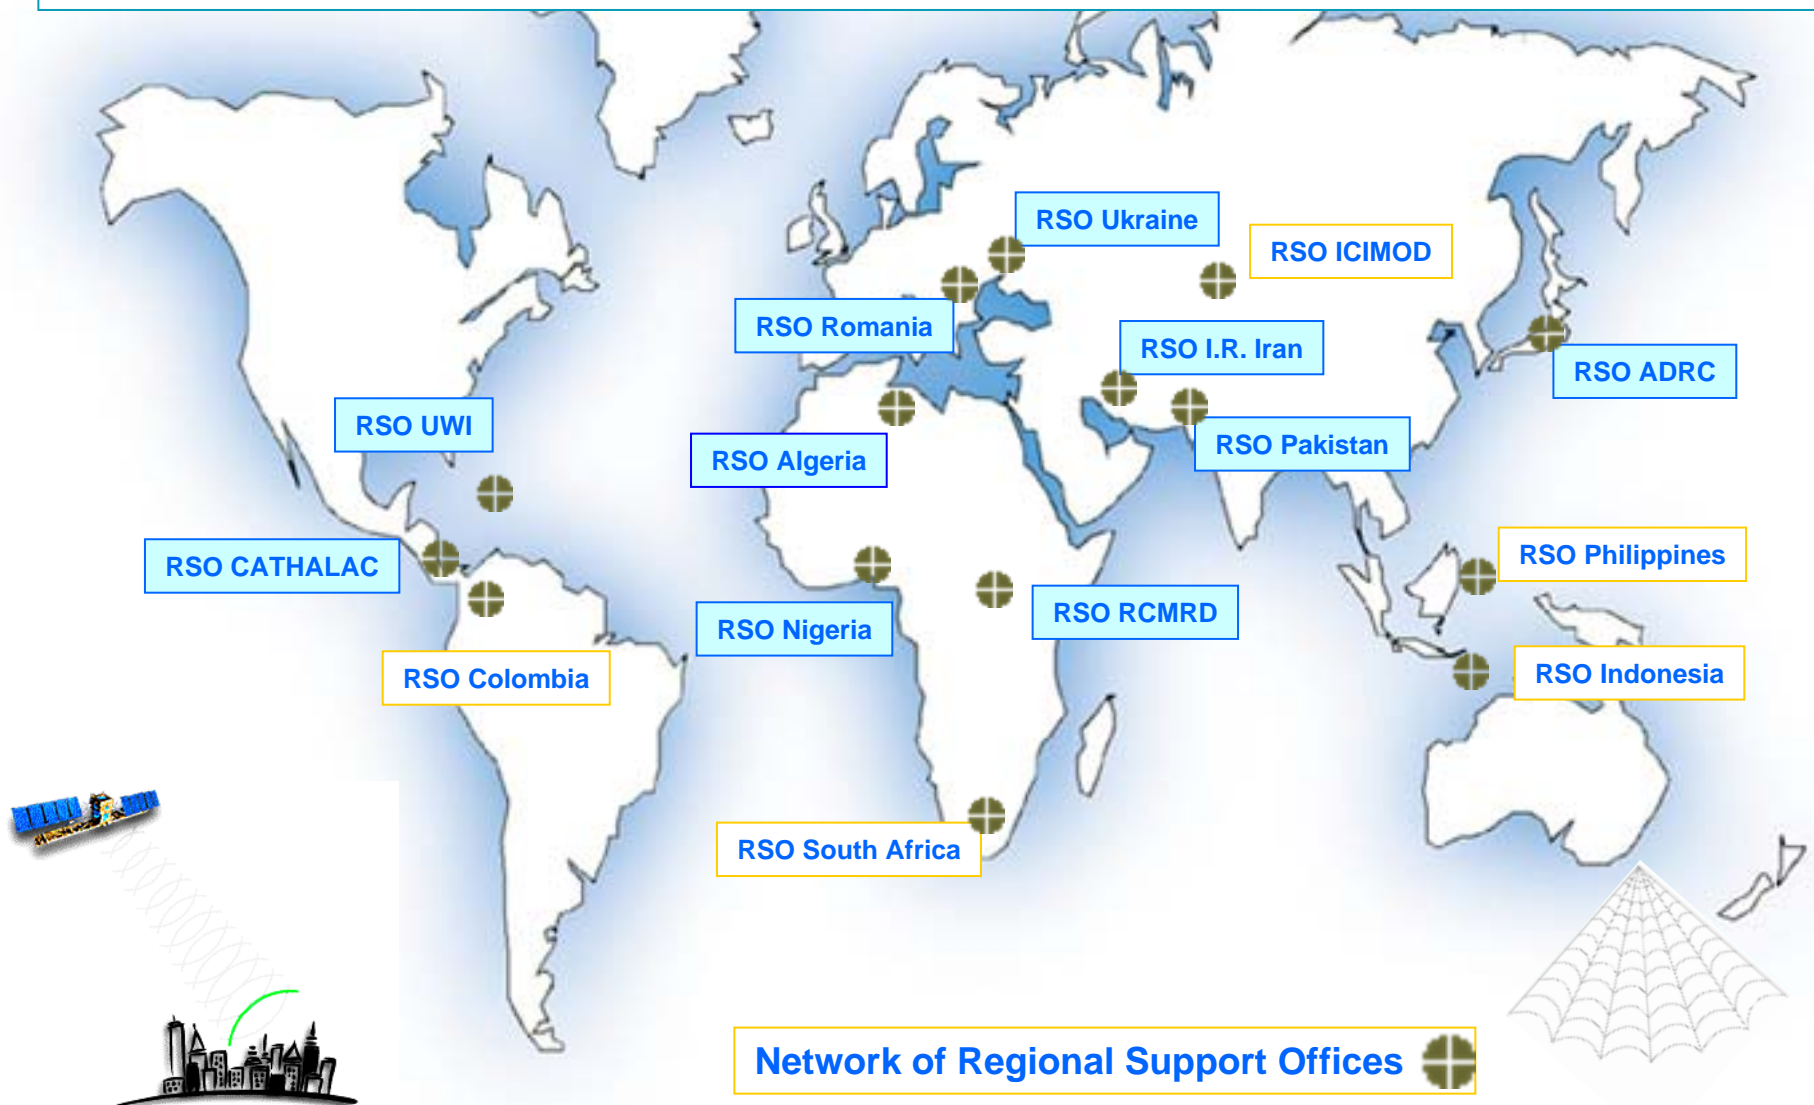 RSO Ukraine
RSO ICIMOD
RSO Romania
RSO I.R. Iran
RSO ADRC
RSO UWI
RSO Algeria
RSO Pakistan
RSO CATHALAC
RSO Philippines
RSO Nigeria
RSO RCMRD
RSO Colombia
RSO Indonesia
RSO South Africa
Network of Regional Support Offices